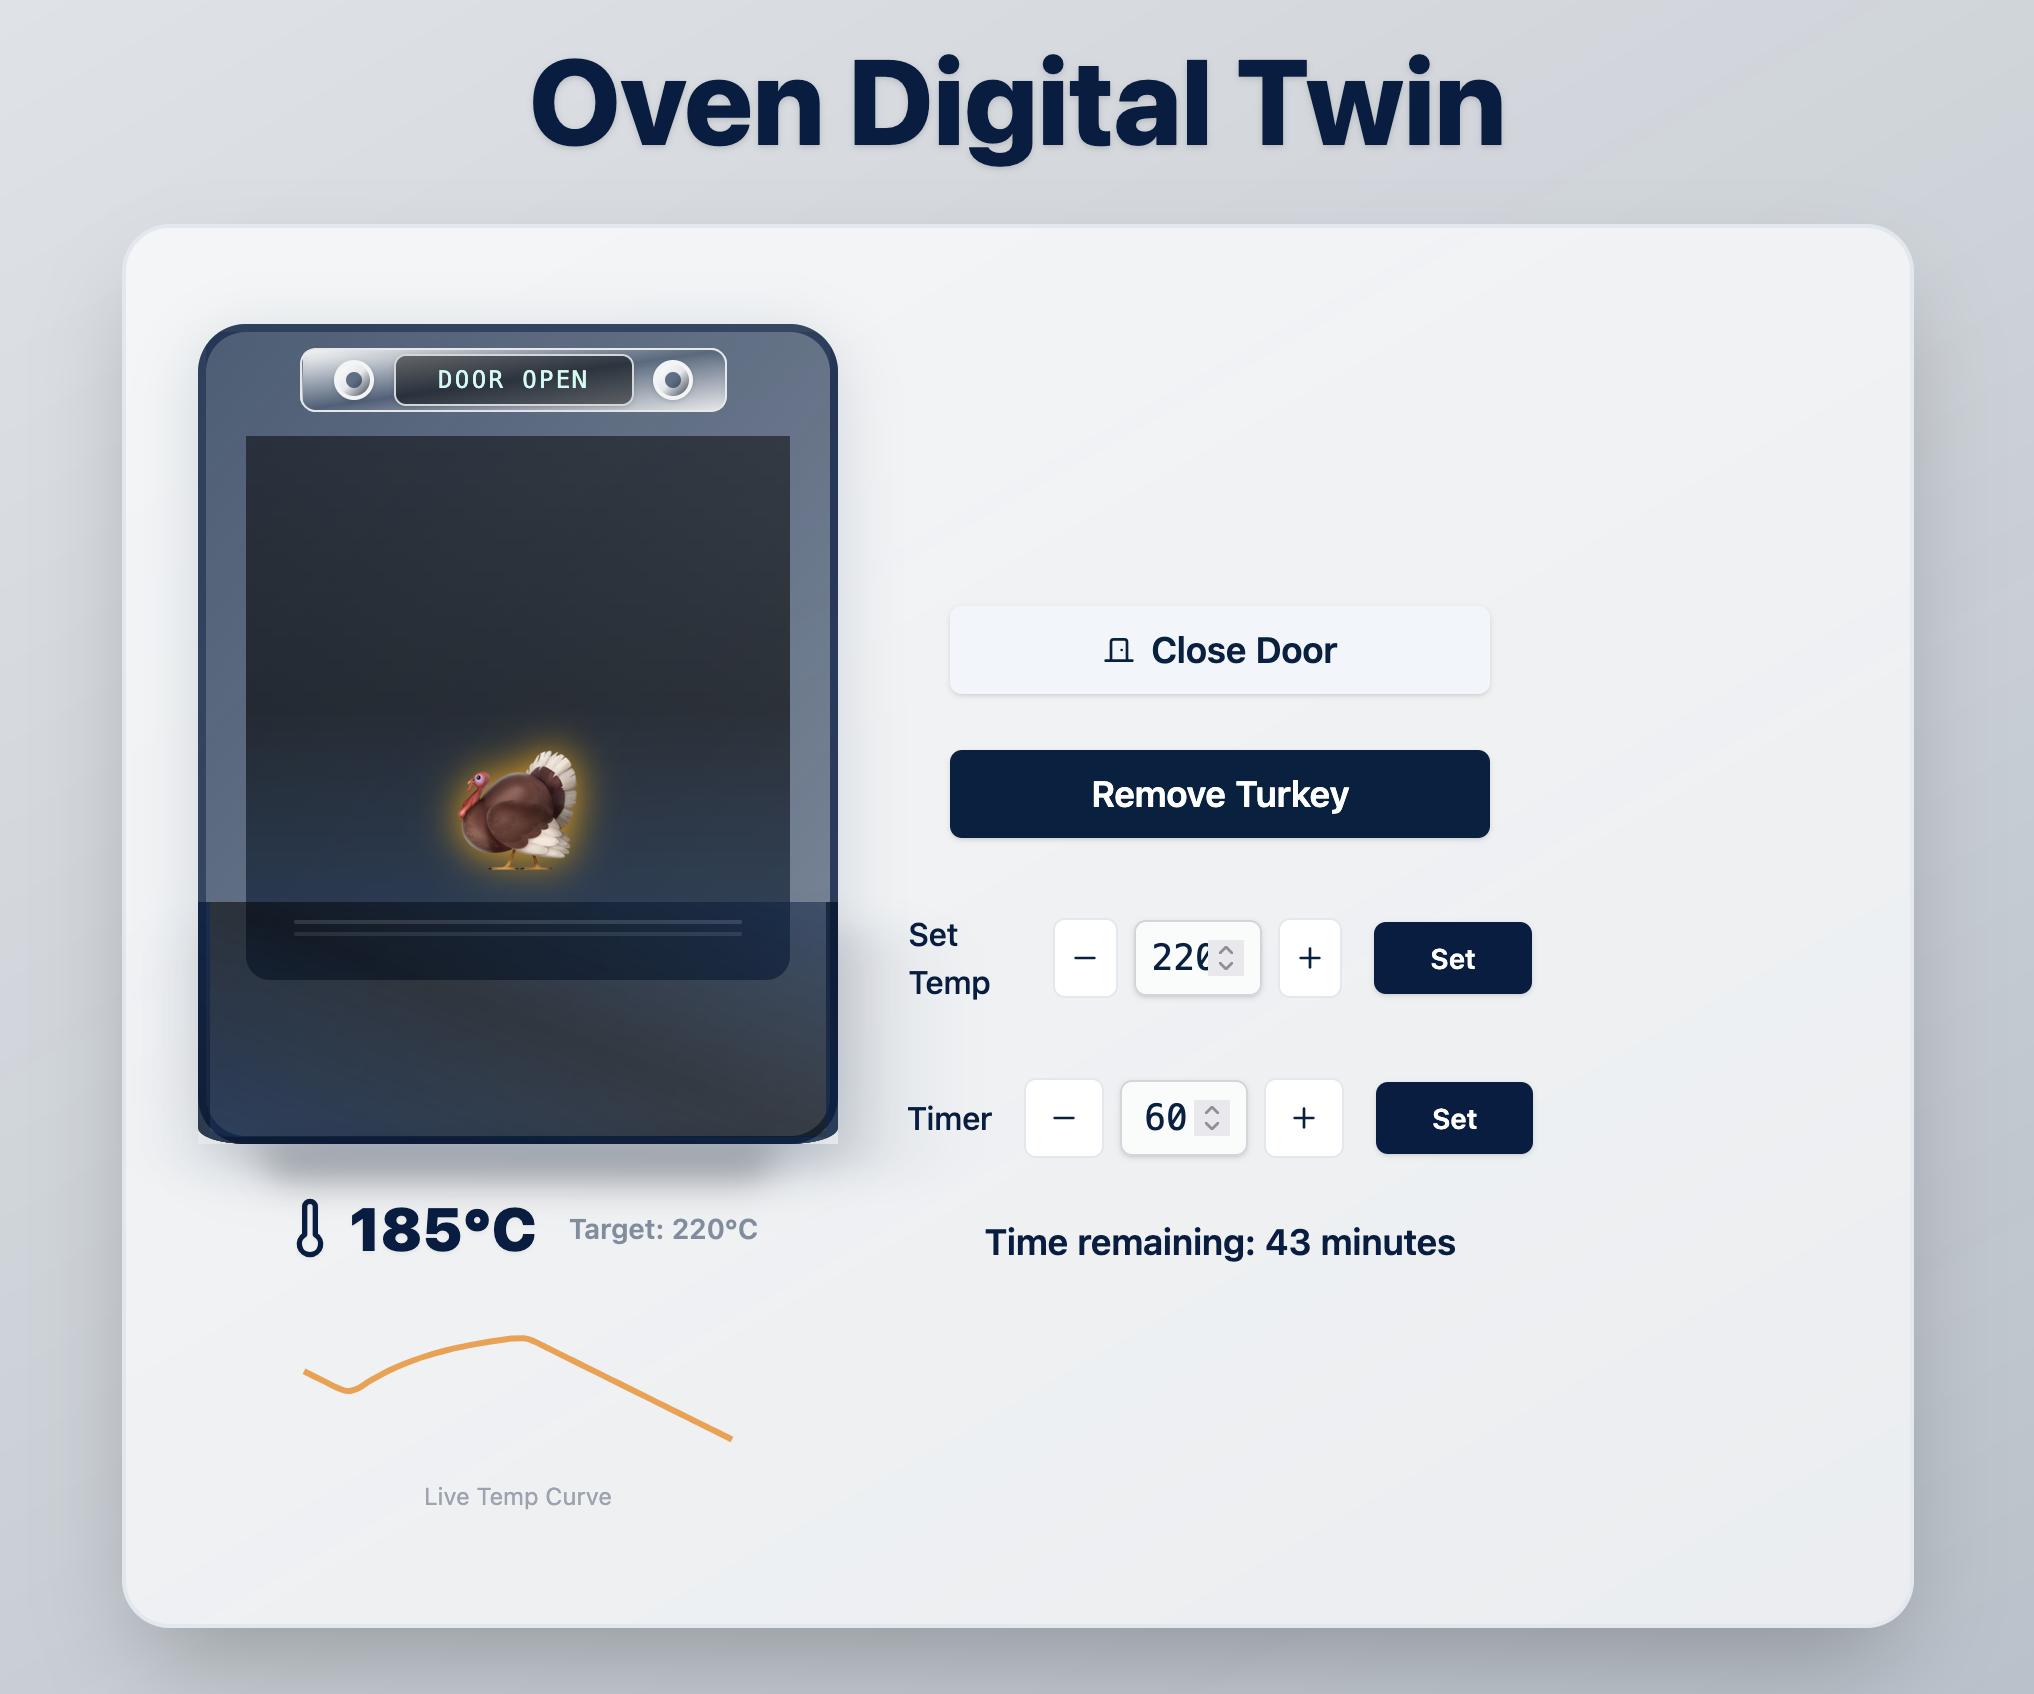 Oven Digital Twin
DOOR OPEN
Close Door
Remove Turkey
Set
Temp
−
220
+
Set
Timer
−
60
+
Set
185°C
Target: 220°C
Time remaining: 43 minutes
Live Temp Curve